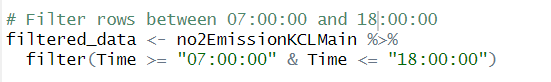 # Filter rows between 07:00:00 and 18:00:00
filtered_data <- no2EmissionKCLMain %>%
  filter(Time >= "07:00:00" & Time <= "18:00:00")